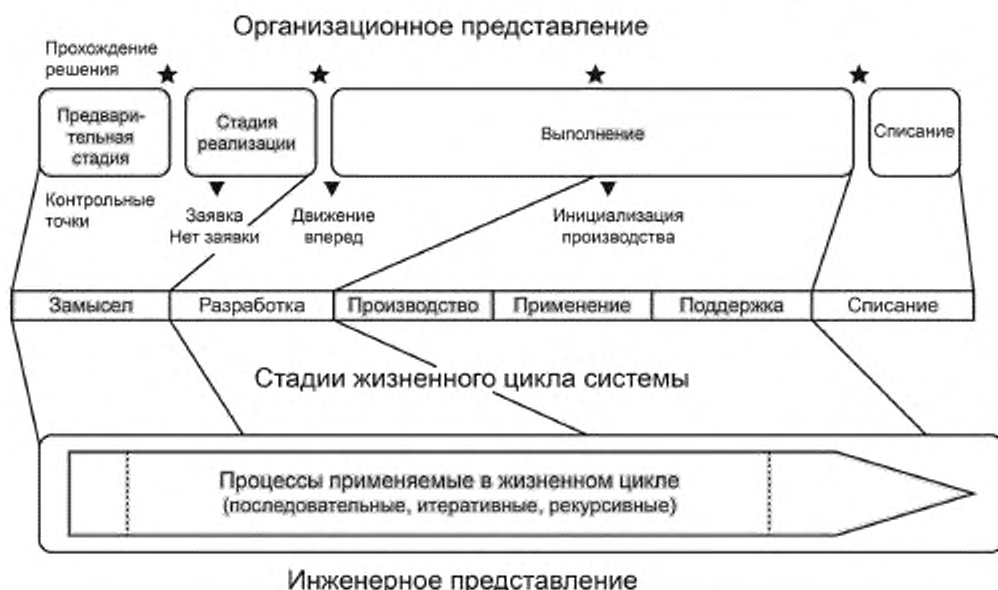 Организационное представление
Прохождение
решения
Предвари-
тельная
стадия
Стадия
реализации
Выполнение
Списание
Контрольные
точки
Заявка
Нет заявки
Движение
вперед
Инициализация
производства
Замысел
Разработка
Производство
Применение
Поддержка
Списание
Стадии жизненного цикла системы
Процессы применяемые в жизненном цикле
(последовательные, итеративные, рекурсивные)
Инженерное представление